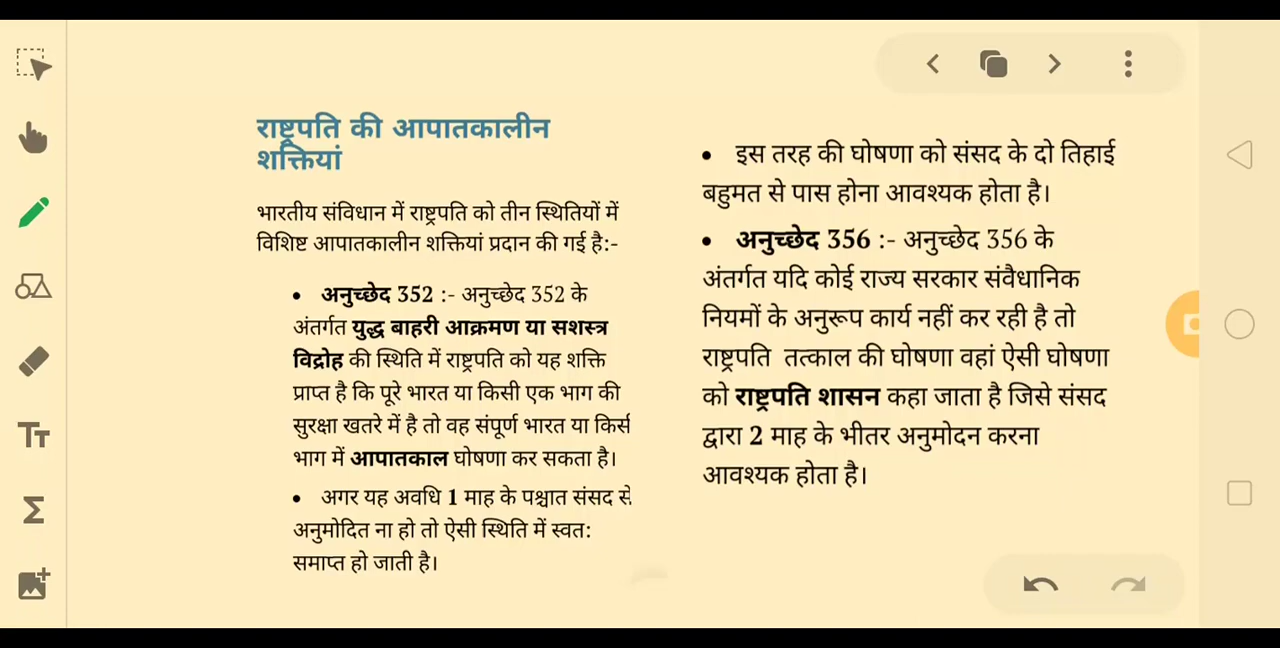 राष्ट्रपति की आपातकालीन
शक्तियां
भारतीय संविधान में राष्ट्रपति को तीन स्थितियों में
विशिष्ट आपातकालीन शक्तियां प्रदान की गई है:-
• अनुच्छेद 352 :- अनुच्छेद 352 के
अंतर्गत युद्ध बाहरी आक्रमण या सशस्त्र
विद्रोह की स्थिति में राष्ट्रपति को यह शक्ति
प्राप्त है कि पूरे भारत या किसी एक भाग की
सुरक्षा खतरे में है तो वह संपूर्ण भारत या किसी
भाग में आपातकाल घोषणा कर सकता है।
• अगर यह अवधि 1 माह के पश्चात संसद से
अनुमोदित ना हो तो ऐसी स्थिति में स्वत:
समाप्त हो जाती है।
• इस तरह की घोषणा को संसद के दो तिहाई
बहुमत से पास होना आवश्यक होता है।
• अनुच्छेद 356 :- अनुच्छेद 356 के
अंतर्गत यदि कोई राज्य सरकार संवैधानिक
नियमों के अनुरूप कार्य नहीं कर रही है तो
राष्ट्रपति तत्काल की घोषणा वहां ऐसी घोषणा
को राष्ट्रपति शासन कहा जाता है जिसे संसद
द्वारा 2 माह के भीतर अनुमोदन करना
आवश्यक होता है।